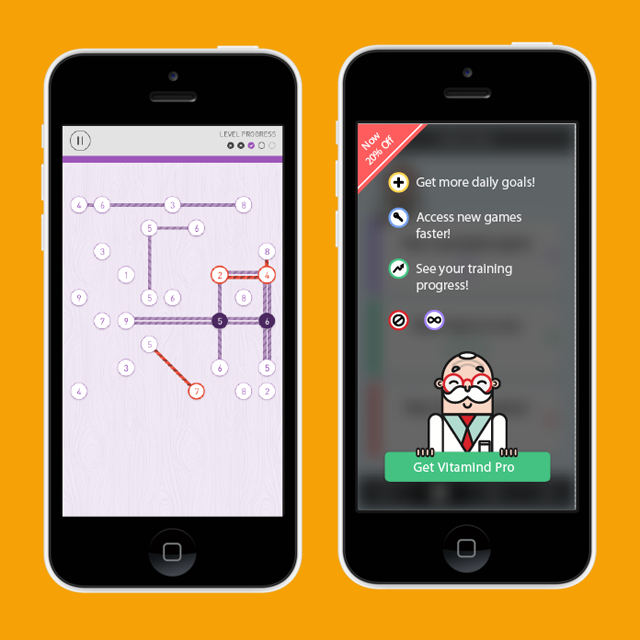 LEVEL PROGRESS
4 6 3 8
5 6
3 8
1 2 4
9 5 6 8
7 9 5 6
5
3 6 5
4 7 8 2
Now
20% Off
Get more daily goals!
Access new games
faster!
See your training
progress!
Get Vitamind Pro